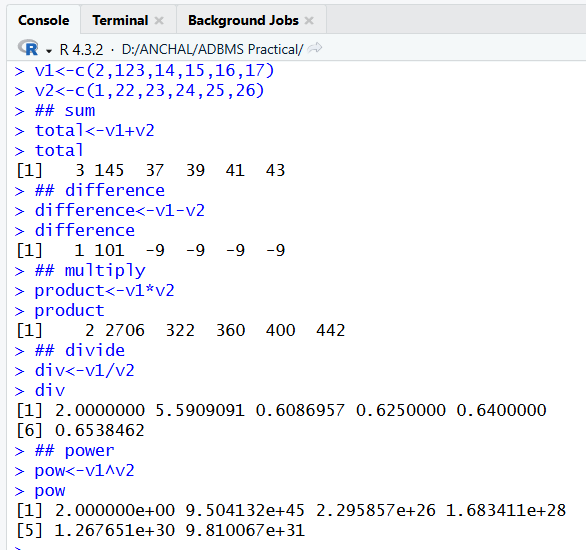 Console Terminal × Background Jobs ×
R R 4.3.2 · D:/ANCHAL/ADBMS Practical/
> v1<-c(2,123,14,15,16,17)
> v2<-c(1,22,23,24,25,26)
> ## sum
> total<-v1+v2
> total
[1]   3 145  37  39  41  43
> ## difference
> difference<-v1-v2
> difference
[1]   1 101  -9  -9  -9  -9
> ## multiply
> product<-v1*v2
> product
[1]    2 2706  322  360  400  442
> ## divide
> div<-v1/v2
> div
[1] 2.0000000 5.5909091 0.6086957 0.6250000 0.6400000
[6] 0.6538462
> ## power
> pow<-v1^v2
> pow
[1] 2.000000e+00 9.504132e+45 2.295857e+26 1.683411e+28
[5] 1.267651e+30 9.810067e+31
>